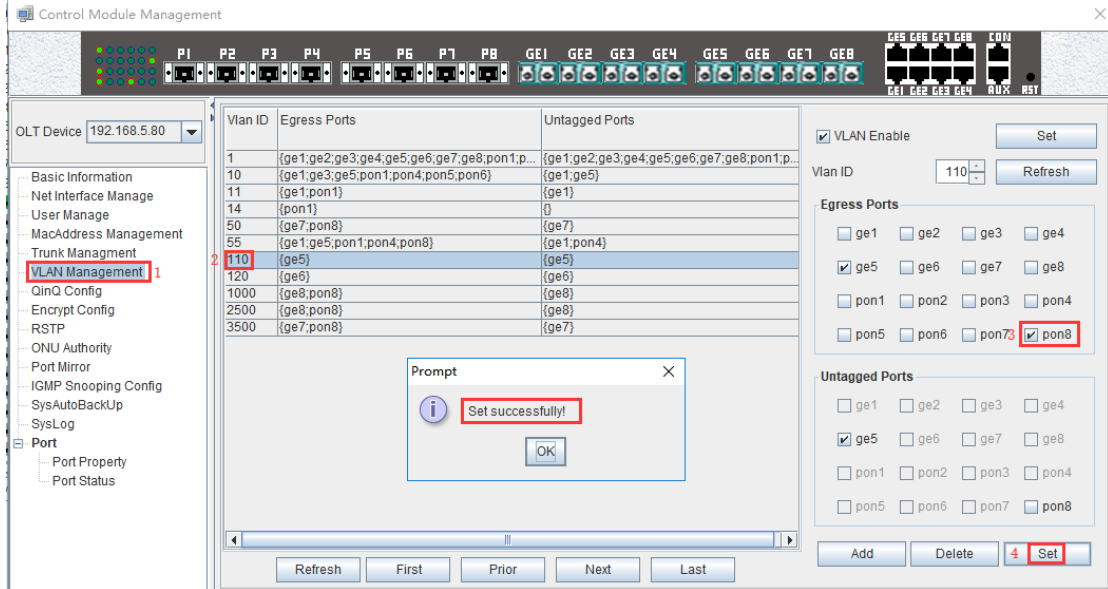 Control Module Management
P1 P2 P3 P4 P5 P6 P7 P8 GE1 GE2 GE3 GE4 GE5 GE6 GE7 GE8
GE5 GE6 GE7 GE8 CON
GE1 GE2 GE3 GE4 AUX RST
OLT Device 192.168.5.80
Basic Information
Net Interface Manage
User Manage
MacAddress Management
Trunk Managment
VLAN Management 1
QinQ Config
Encrypt Config
RSTP
ONU Authority
Port Mirror
IGMP Snooping Config
SysAutoBackUp
SysLog
Port
Port Property
Port Status
Vlan ID Egress Ports Untagged Ports
1 {ge1;ge2;ge3;ge4;ge5;ge6;ge7;ge8;pon1;p... {ge1;ge2;ge3;ge4;ge5;ge6;ge7;ge8;pon1;p...
10 {ge1;ge3;ge5;pon1;pon4;pon5;pon6} {ge1;ge5}
11 {ge1;pon1} {ge1}
14 {pon1} {}
50 {ge7;pon8} {ge7}
55 {ge1;ge5;pon1;pon4;pon8} {ge1;pon4}
2 110 {ge5} {ge5}
120 {ge6} {ge6}
1000 {ge8;pon8} {ge8}
2500 {ge8;pon8} {ge8}
3500 {ge7;pon8} {ge7}
Prompt
Set successfully!
OK
Refresh First Prior Next Last
VLAN Enable Set
Vlan ID 110 Refresh
Egress Ports
ge1 ge2 ge3 ge4
ge5 ge6 ge7 ge8
pon1 pon2 pon3 pon4
pon5 pon6 pon7 3 pon8
Untagged Ports
ge1 ge2 ge3 ge4
ge5 ge6 ge7 ge8
pon1 pon2 pon3 pon4
pon5 pon6 pon7 pon8
Add Delete 4 Set